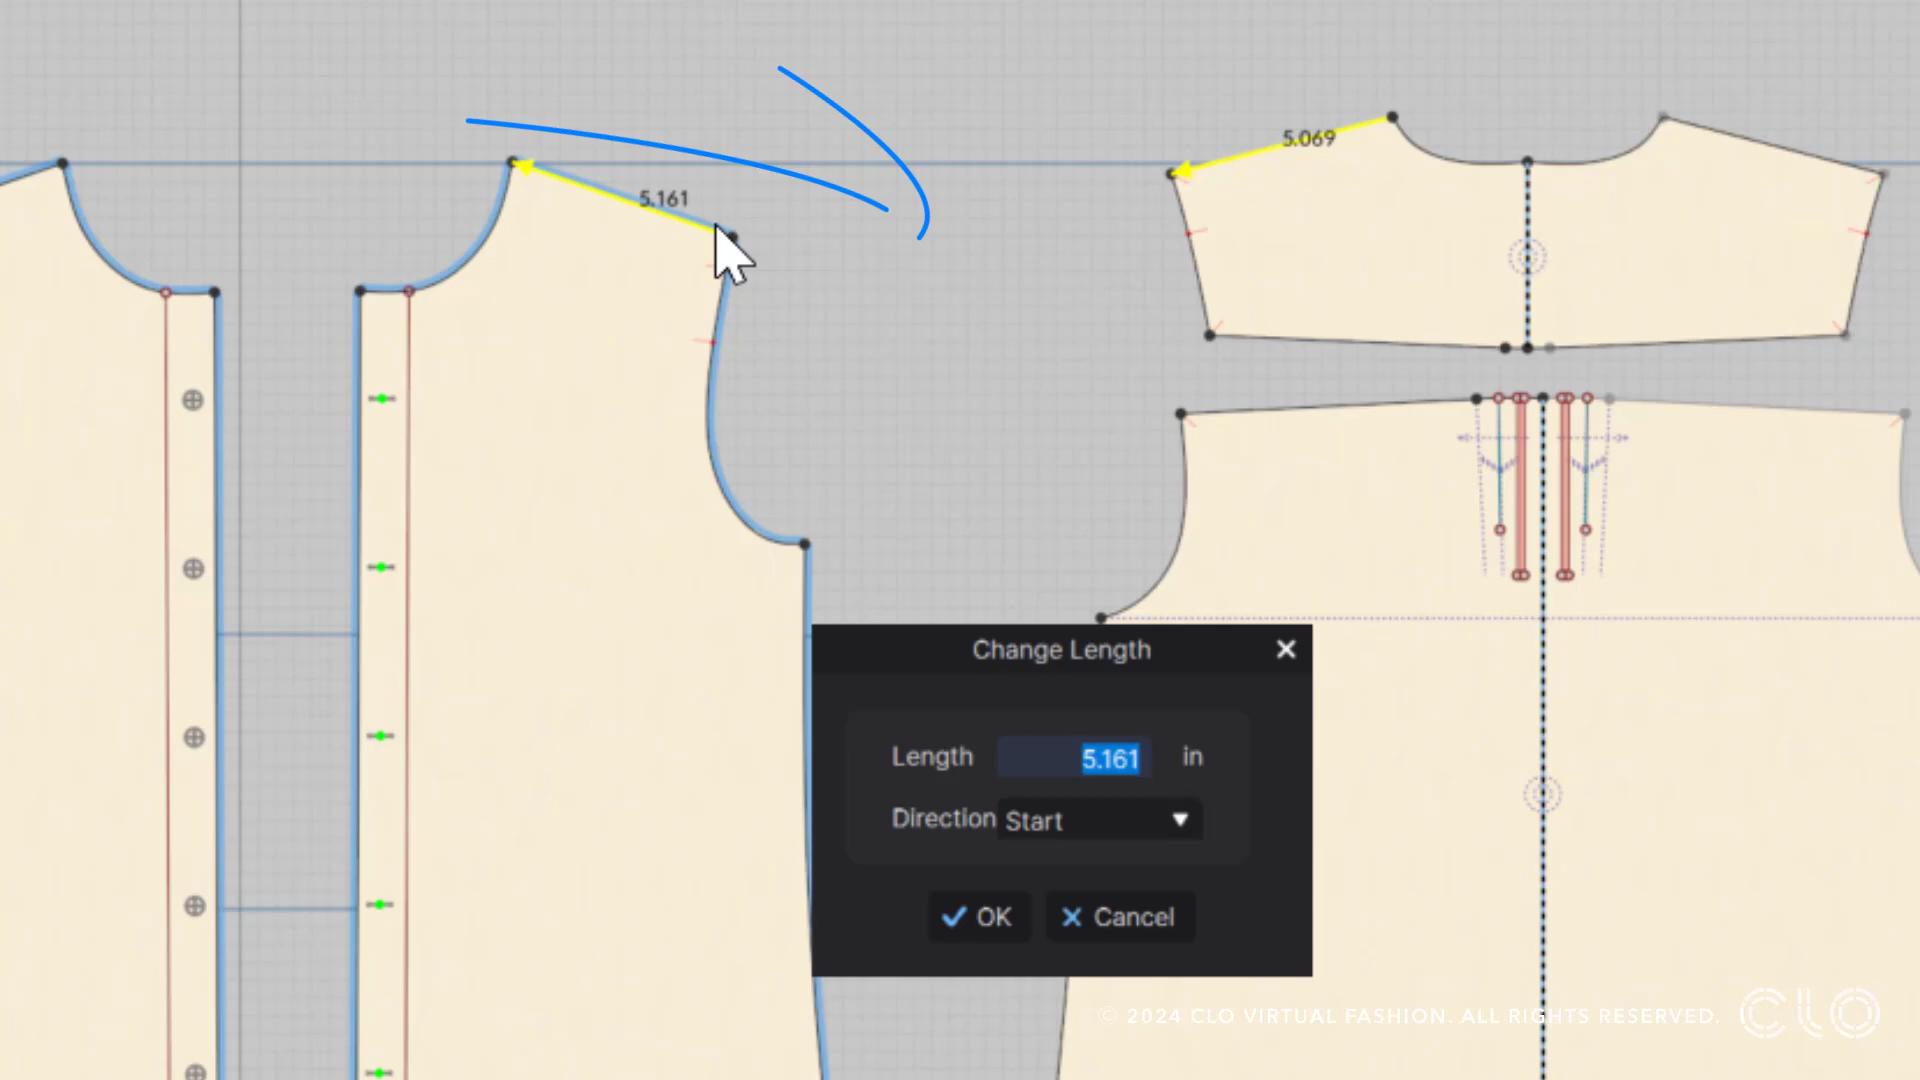 5.069
5.161
Change Length
Length 5.161 in
Direction Start
OK Cancel
© 2024 CLO VIRTUAL FASHION. ALL RIGHTS RESERVED. CLO